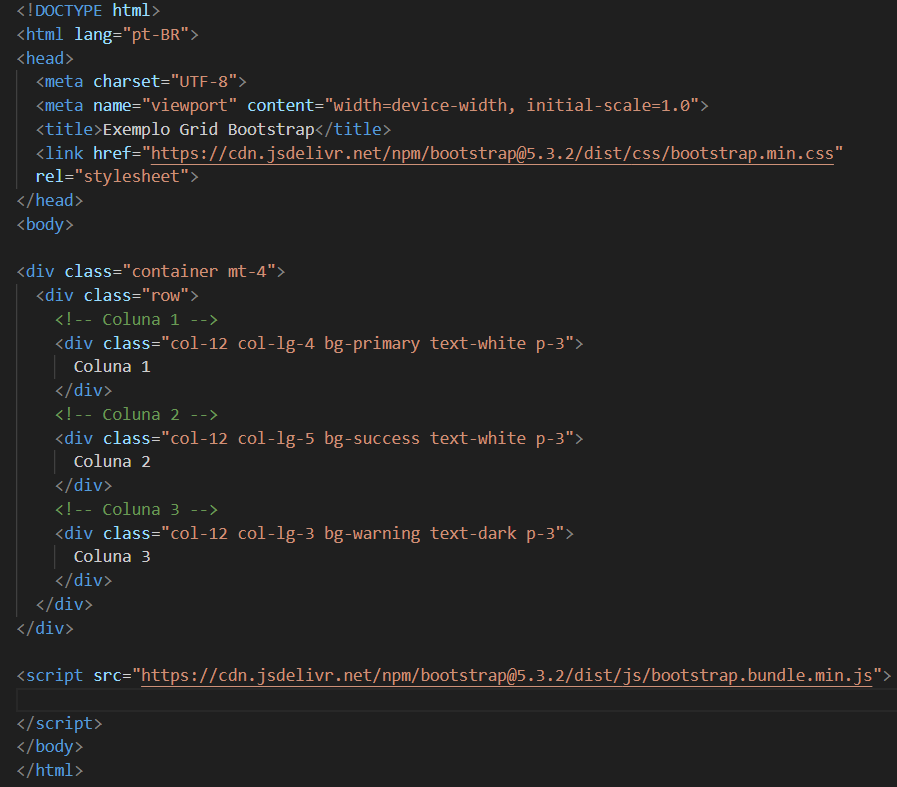 <!DOCTYPE html>
<html lang="pt-BR">
<head>
  <meta charset="UTF-8">
  <meta name="viewport" content="width=device-width, initial-scale=1.0">
  <title>Exemplo Grid Bootstrap</title>
  <link href="https://cdn.jsdelivr.net/npm/bootstrap@5.3.2/dist/css/bootstrap.min.css"
  rel="stylesheet">
</head>
<body>

<div class="container mt-4">
  <div class="row">
    <!-- Coluna 1 -->
    <div class="col-12 col-lg-4 bg-primary text-white p-3">
      Coluna 1
    </div>
    <!-- Coluna 2 -->
    <div class="col-12 col-lg-5 bg-success text-white p-3">
      Coluna 2
    </div>
    <!-- Coluna 3 -->
    <div class="col-12 col-lg-3 bg-warning text-dark p-3">
      Coluna 3
    </div>
  </div>
</div>

<script src="https://cdn.jsdelivr.net/npm/bootstrap@5.3.2/dist/js/bootstrap.bundle.min.js">

</script>
</body>
</html>